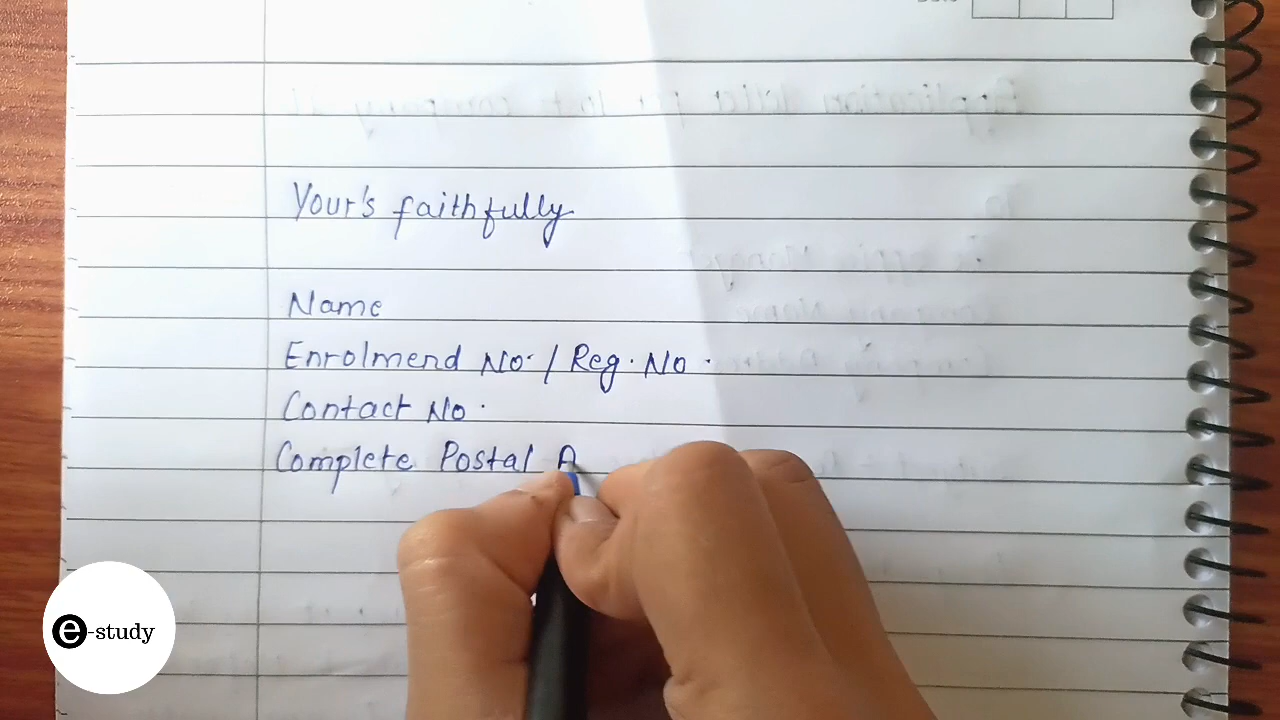 Your's faithfully
Name
Enrolmend No. / Reg. No.
Contact No.
Complete Postal A
e-study